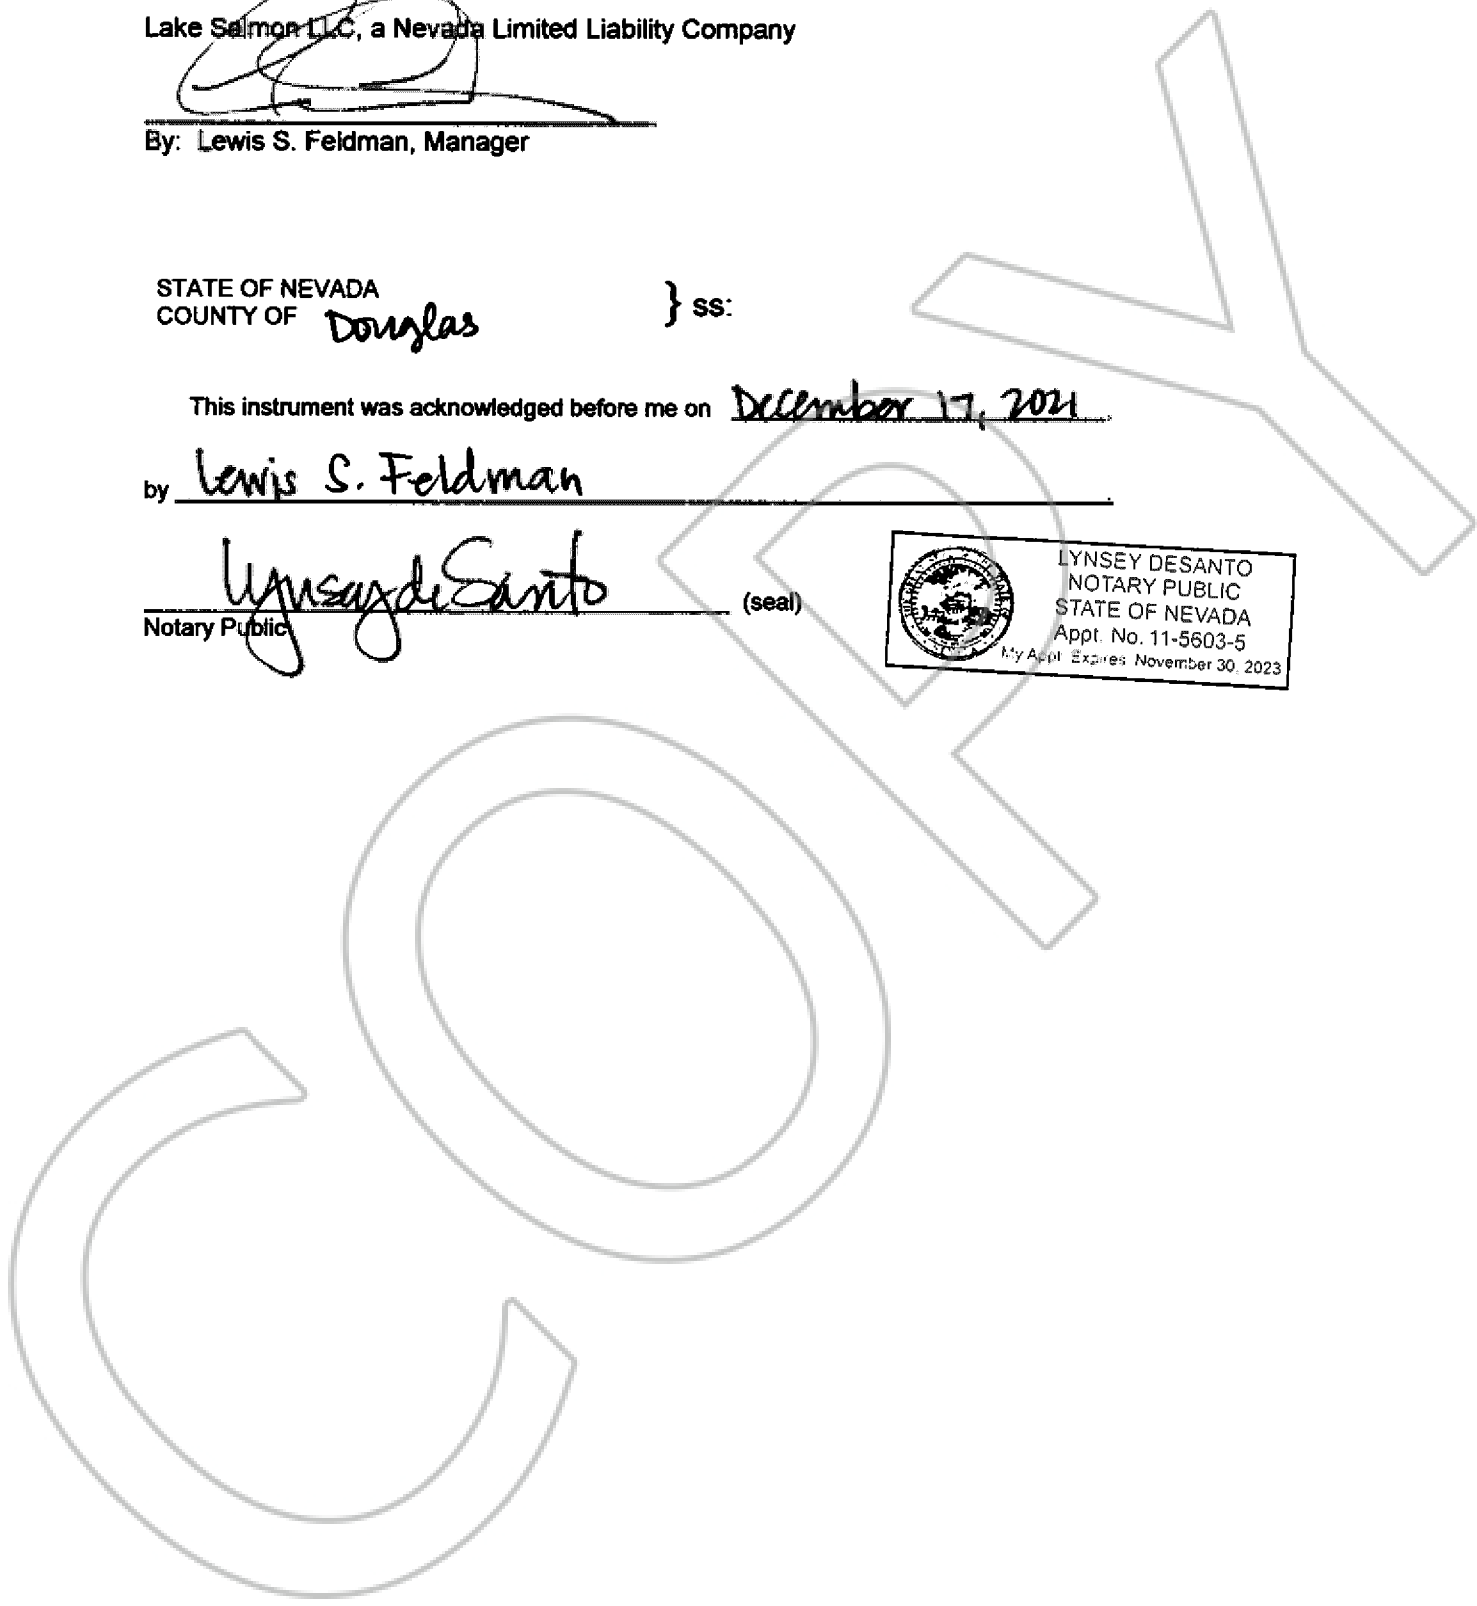 Lake Salmon LLC, a Nevada Limited Liability Company
By: Lewis S. Feldman, Manager
STATE OF NEVADA
COUNTY OF Douglas } ss:
This instrument was acknowledged before me on December 17, 2021
by Lewis S. Feldman
Lynsey deSanto (seal)
Notary Public
LYNSEY DESANTO
NOTARY PUBLIC
STATE OF NEVADA
Appt. No. 11-5603-5
My Appt. Expires November 30, 2023
COPY